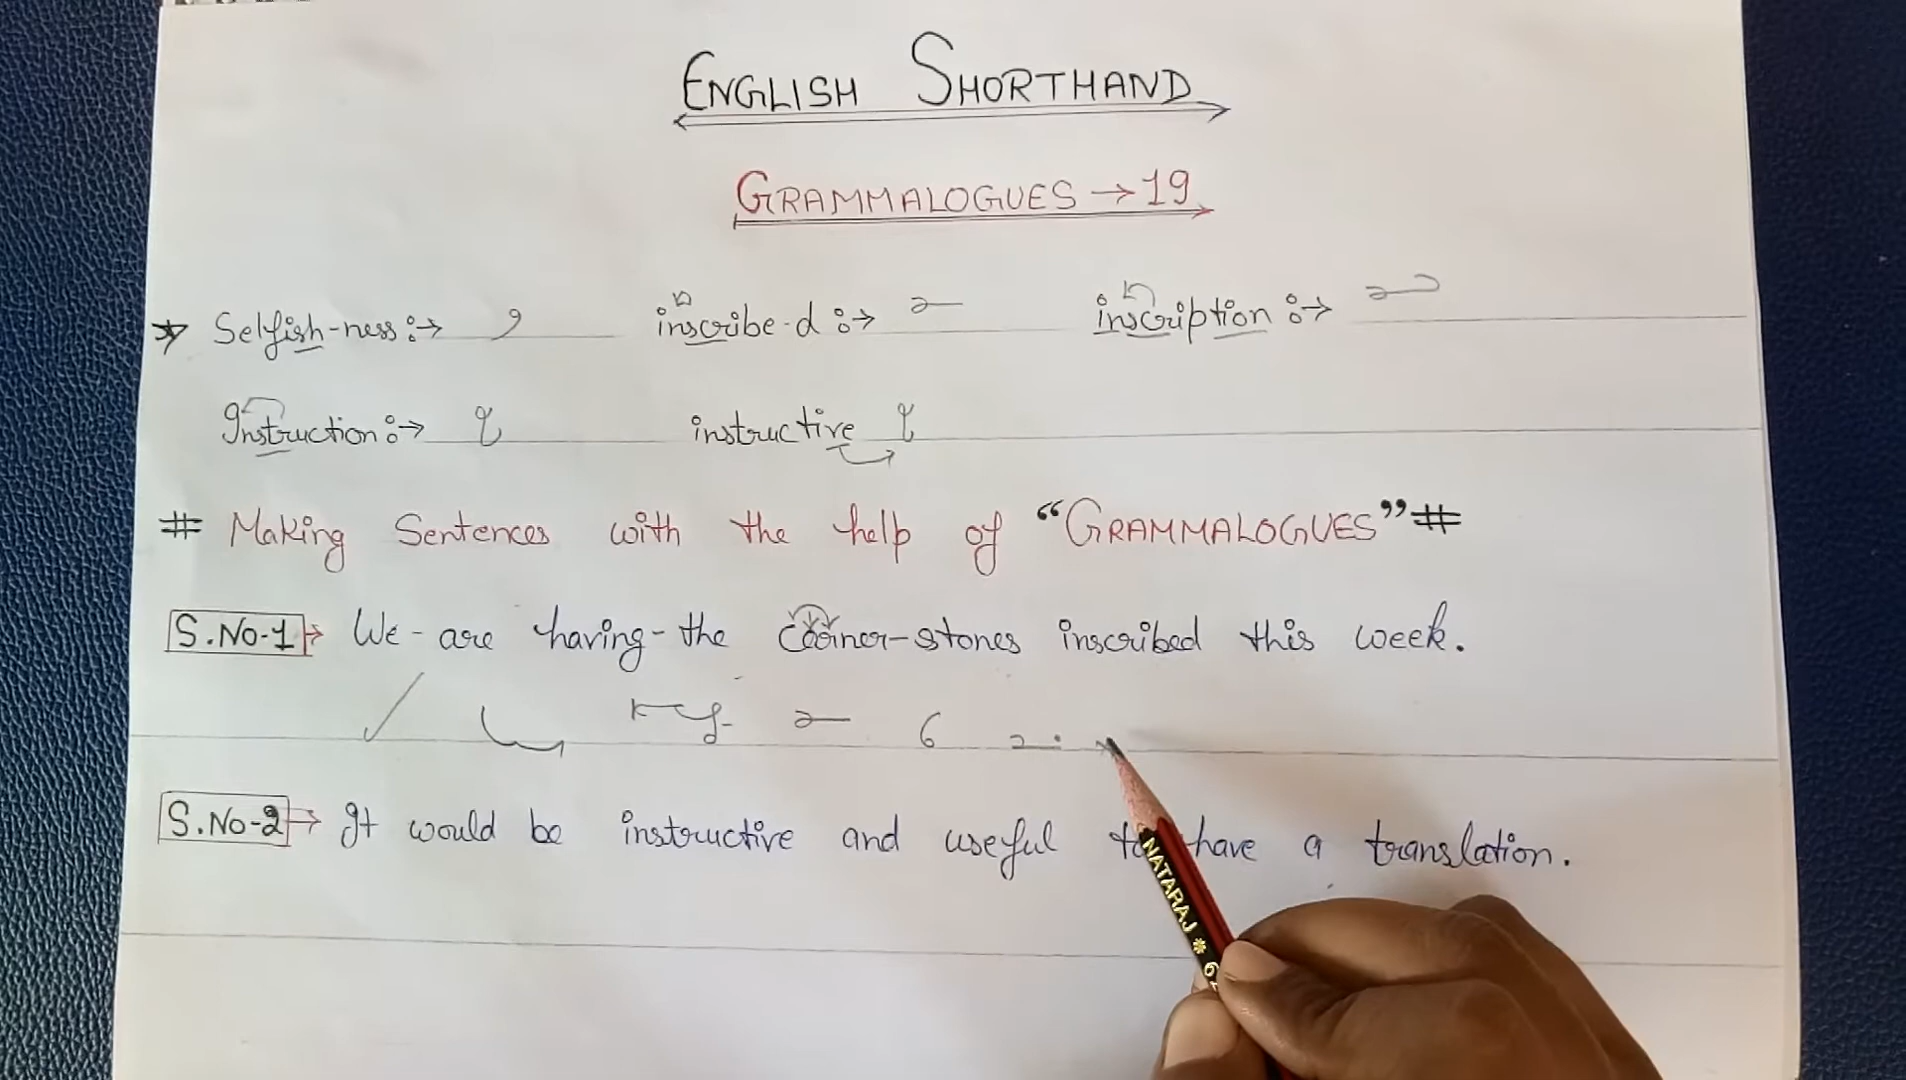 ENGLISH SHORTHAND
GRAMMALOGUES → 19
* Selfish-ness :→ inscribe-d :→ inscription :→
Instruction :→ instructive
# Making Sentences with the help of "GRAMMALOGUES" #
S.No-1 → We-are having-the Corner-stones inscribed this week.
S.No-2 → It would be instructive and useful to have a translation.
NATARAJ * 6